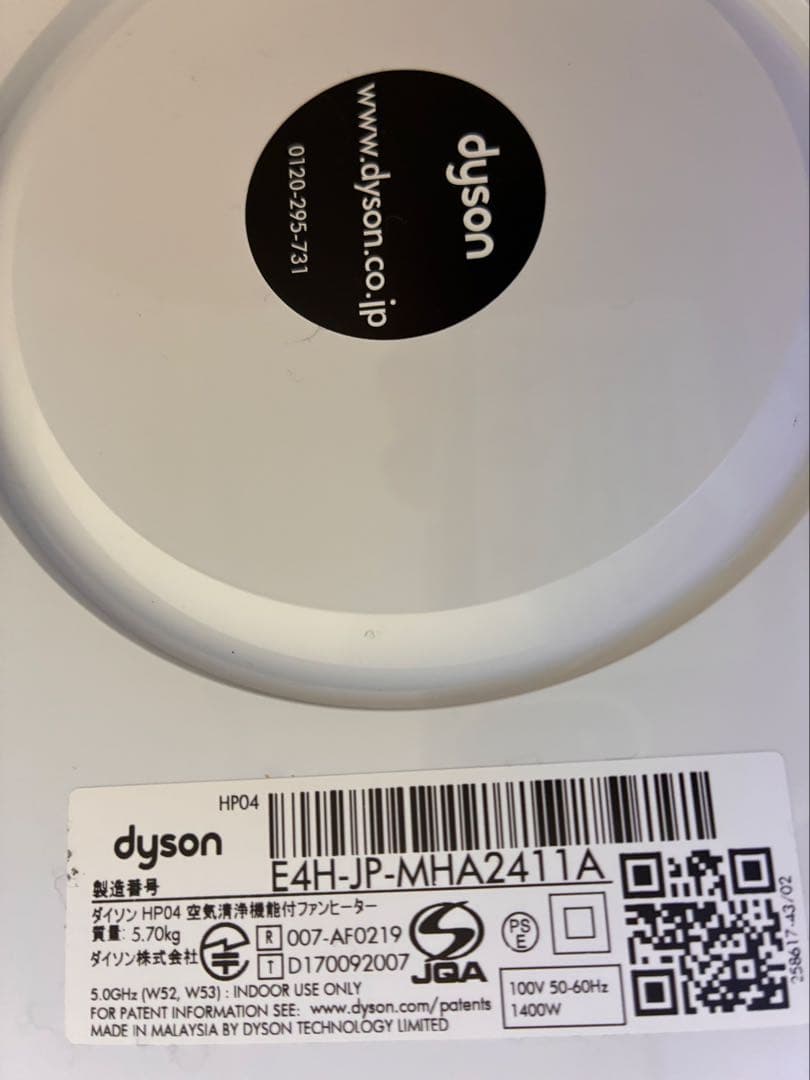 dyson
www.dyson.co.jp
0120-295-731
HP04
dyson
製造番号 E4H-JP-MHA2411A
ダイソン HP04 空気清浄機能付ファンヒーター
質量: 5.70kg
ダイソン株式会社
R 007-AF0219
T D170092007
JQA
PS
E
5.0GHz (W52, W53) : INDOOR USE ONLY
FOR PATENT INFORMATION SEE: www.dyson.com/patents
MADE IN MALAYSIA BY DYSON TECHNOLOGY LIMITED
100V 50-60Hz
1400W
258617-43/02